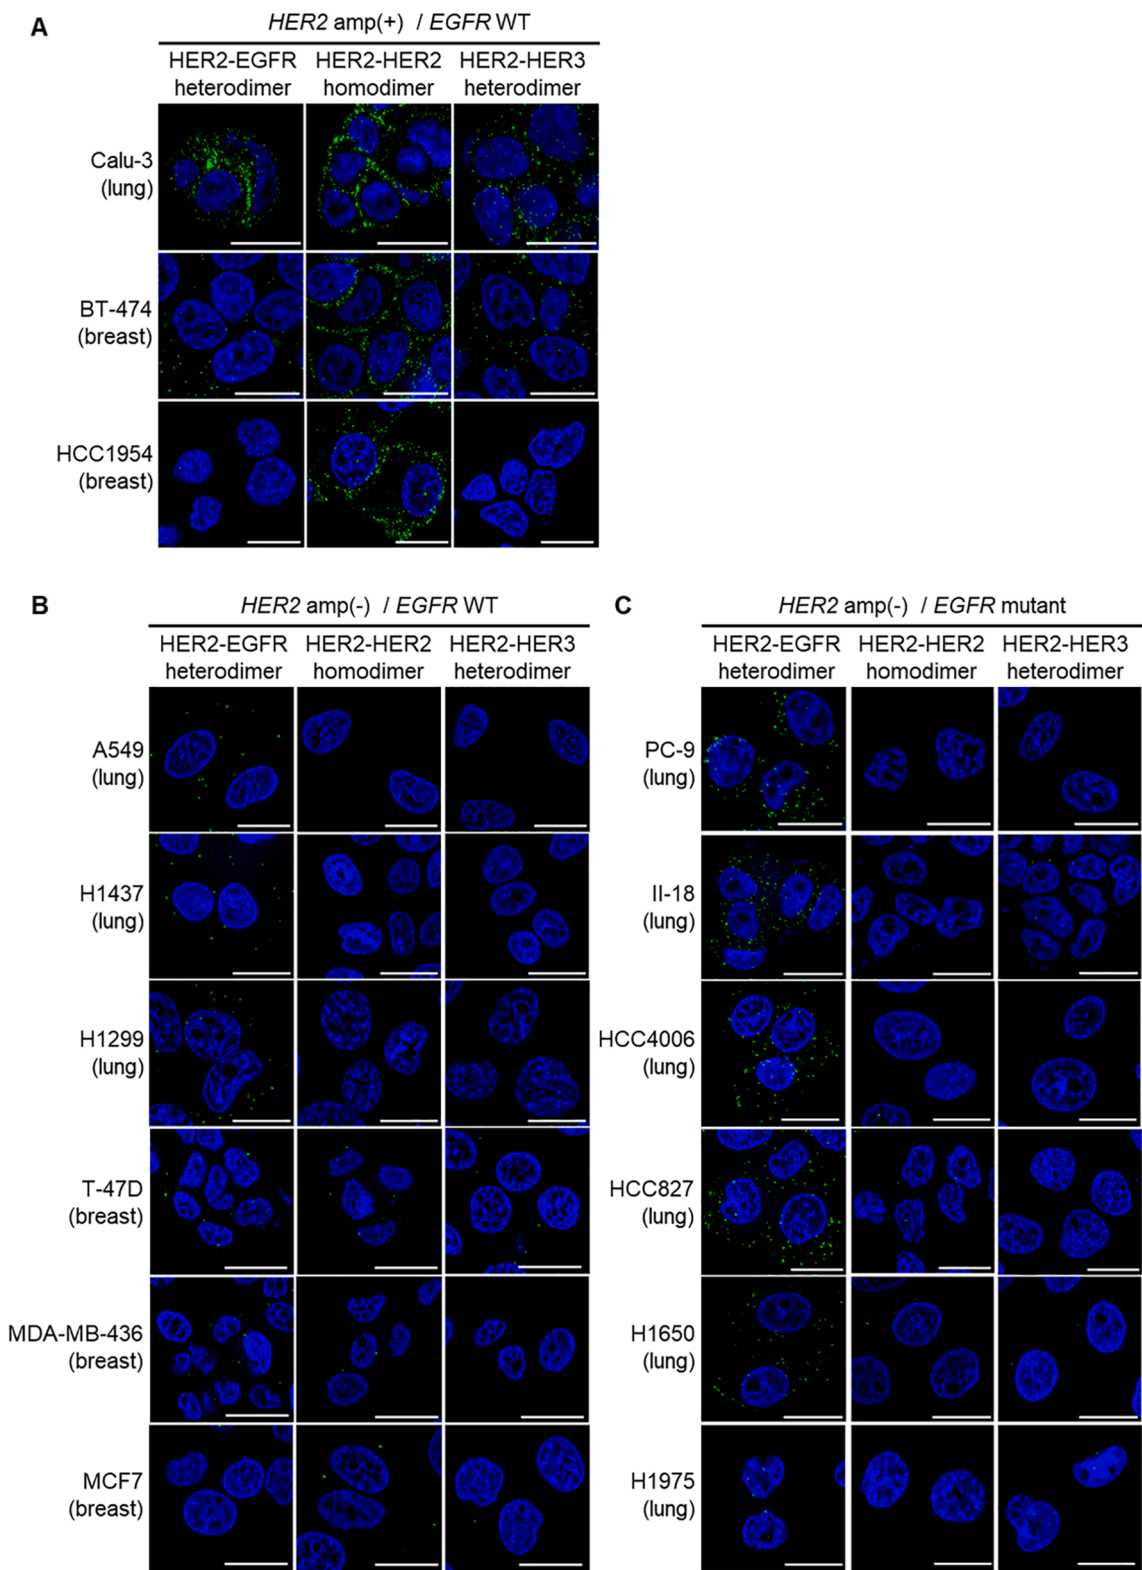 A
HER2 amp(+) / EGFR WT
HER2-EGFR heterodimer
HER2-HER2 homodimer
HER2-HER3 heterodimer
Calu-3
(lung)
BT-474
(breast)
HCC1954
(breast)
B
HER2 amp(-) / EGFR WT
HER2-EGFR heterodimer
HER2-HER2 homodimer
HER2-HER3 heterodimer
A549
(lung)
H1437
(lung)
H1299
(lung)
T-47D
(breast)
MDA-MB-436
(breast)
MCF7
(breast)
C
HER2 amp(-) / EGFR mutant
HER2-EGFR heterodimer
HER2-HER2 homodimer
HER2-HER3 heterodimer
PC-9
(lung)
II-18
(lung)
HCC4006
(lung)
HCC827
(lung)
H1650
(lung)
H1975
(lung)